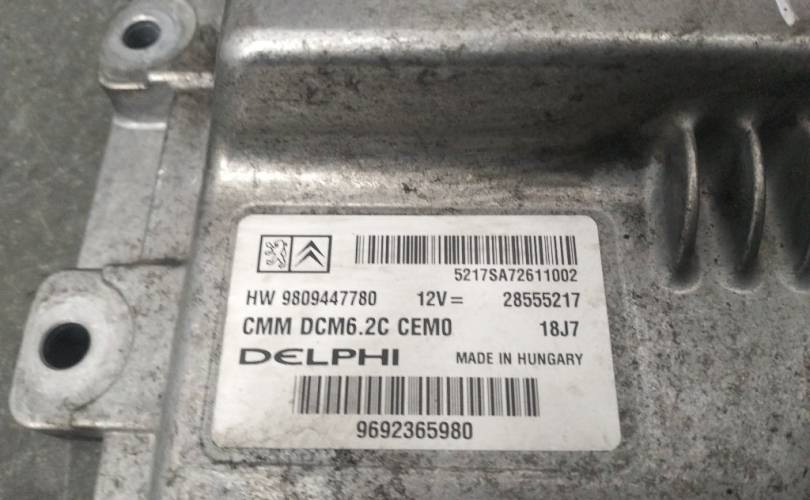 5217SA72611002
HW 9809447780 12V= 28555217
CMM DCM6.2C CEM0 18J7
DELPHI MADE IN HUNGARY
9692365980